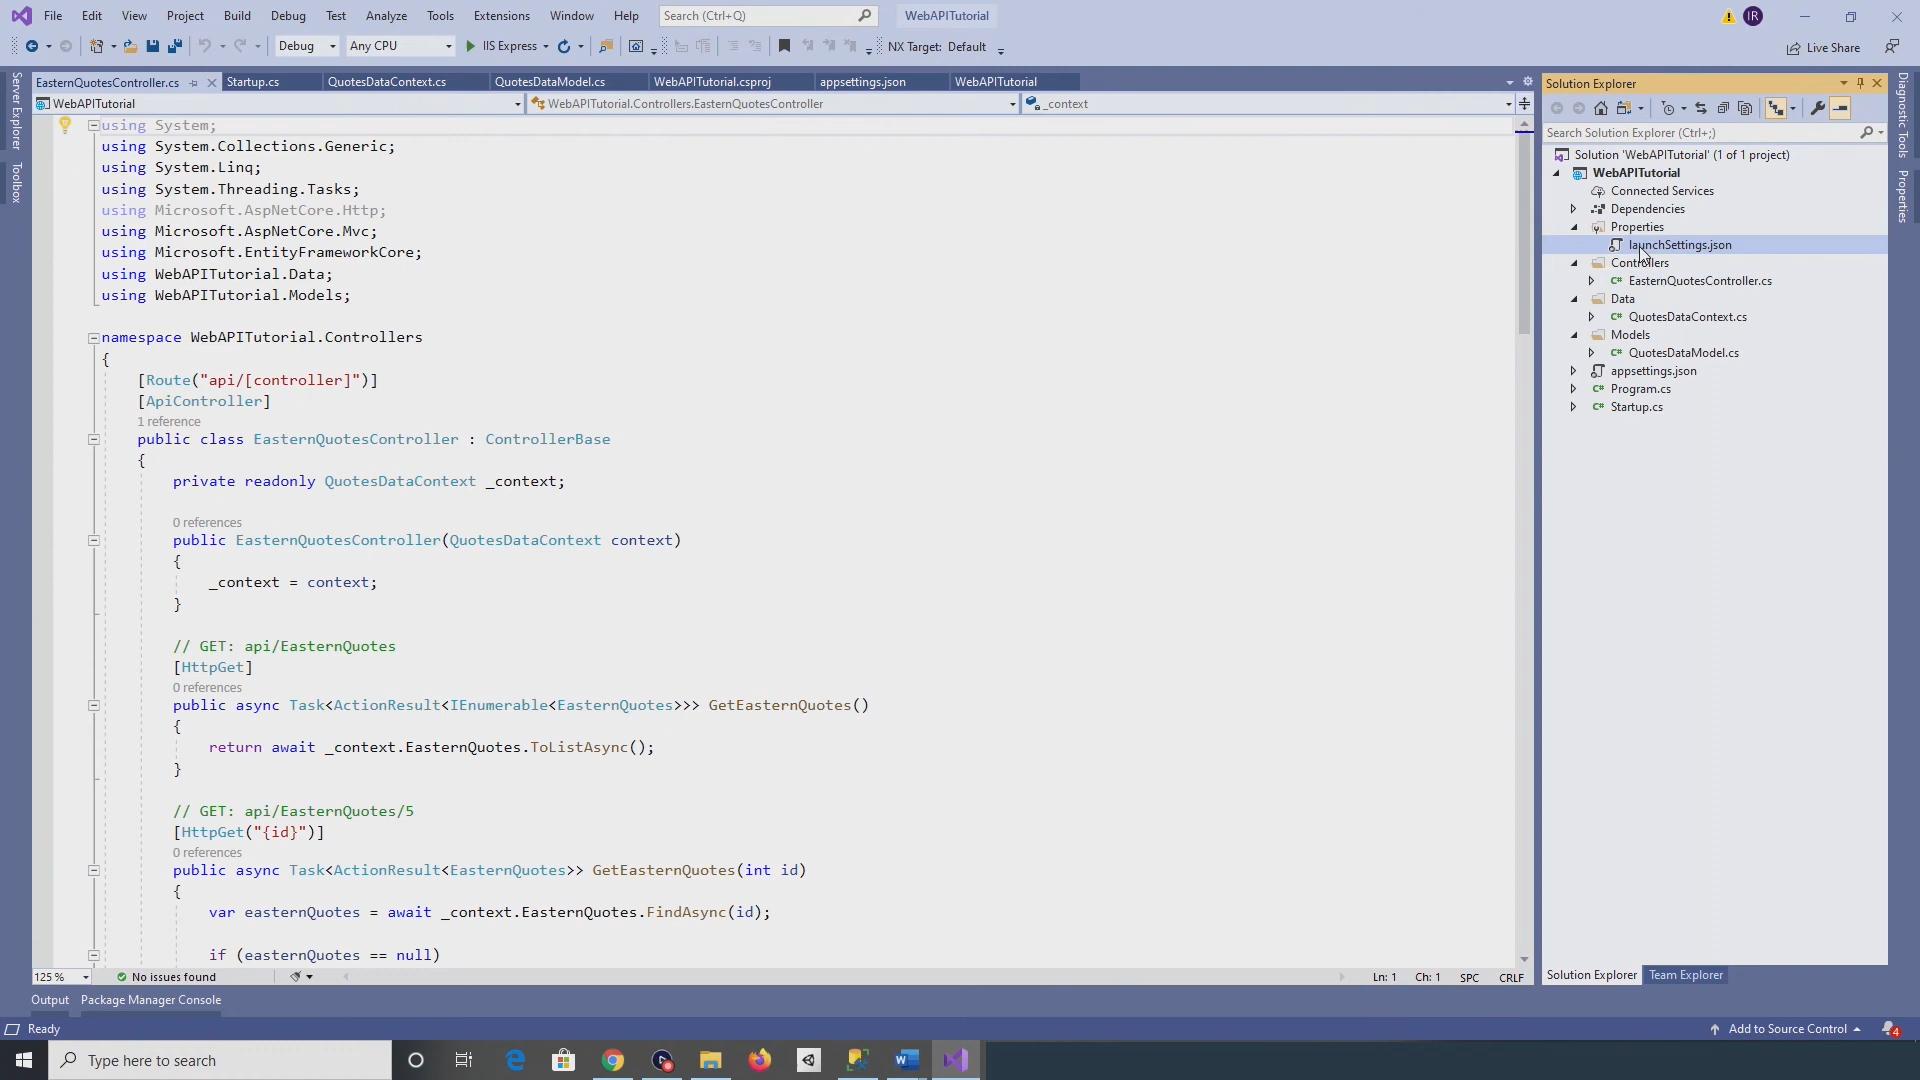 File Edit View Project Build Debug Test Analyze Tools Extensions Window Help Search (Ctrl+Q) WebAPITutorial IR
Debug Any CPU IIS Express NX Target: Default Live Share
EasternQuotesController.cs Startup.cs QuotesDataContext.cs QuotesDataModel.cs WebAPITutorial.csproj appsettings.json WebAPITutorial
WebAPITutorial WebAPITutorial.Controllers.EasternQuotesController _context
Server Explorer
Toolbox
using System;
using System.Collections.Generic;
using System.Linq;
using System.Threading.Tasks;
using Microsoft.AspNetCore.Http;
using Microsoft.AspNetCore.Mvc;
using Microsoft.EntityFrameworkCore;
using WebAPITutorial.Data;
using WebAPITutorial.Models;
namespace WebAPITutorial.Controllers
{
[Route("api/[controller]")]
[ApiController]
1 reference
public class EasternQuotesController : ControllerBase
{
private readonly QuotesDataContext _context;
0 references
public EasternQuotesController(QuotesDataContext context)
{
_context = context;
}
// GET: api/EasternQuotes
[HttpGet]
0 references
public async Task<ActionResult<IEnumerable<EasternQuotes>>> GetEasternQuotes()
{
return await _context.EasternQuotes.ToListAsync();
}
// GET: api/EasternQuotes/5
[HttpGet("{id}")]
0 references
public async Task<ActionResult<EasternQuotes>> GetEasternQuotes(int id)
{
var easternQuotes = await _context.EasternQuotes.FindAsync(id);
if (easternQuotes == null)
125 % No issues found Ln: 1 Ch: 1 SPC CRLF
Solution Explorer
Search Solution Explorer (Ctrl+;)
Solution 'WebAPITutorial' (1 of 1 project)
WebAPITutorial
Connected Services
Dependencies
Properties
launchSettings.json
Controllers
EasternQuotesController.cs
Data
QuotesDataContext.cs
Models
QuotesDataModel.cs
appsettings.json
Program.cs
Startup.cs
Solution Explorer Team Explorer
Diagnostic Tools
Properties
Output Package Manager Console
Ready Add to Source Control 4
Type here to search